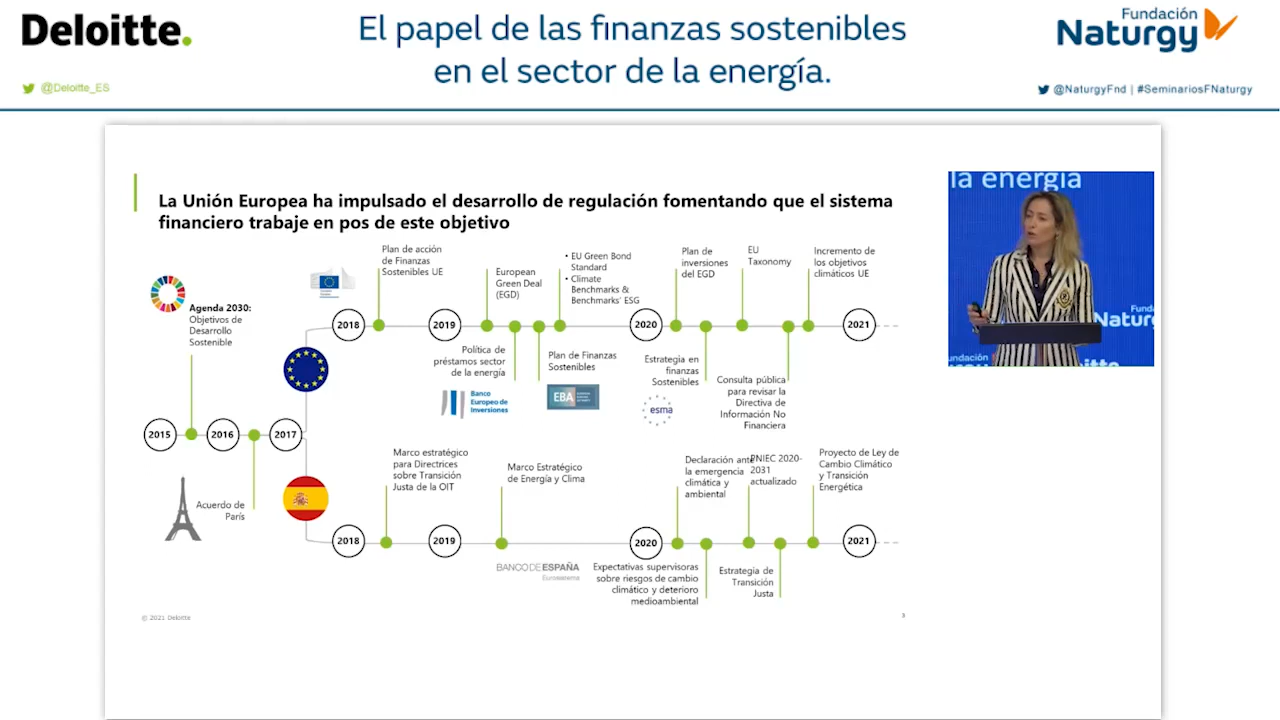 Deloitte.
@Deloitte_ES
El papel de las finanzas sostenibles
en el sector de la energía.
Fundación
Naturgy
@NaturgyFnd | #SeminariosFNaturgy
La Unión Europea ha impulsado el desarrollo de regulación fomentando que el sistema
financiero trabaje en pos de este objetivo
Agenda 2030:
Objetivos de
Desarrollo
Sostenible
2015
2016
2017
Acuerdo de
París
Plan de acción
de Finanzas
Sostenibles UE
European
Green Deal
(EGD)
• EU Green Bond
Standard
• Climate
Benchmarks &
Benchmarks' ESG
Plan de
inversiones
del EGD
EU
Taxonomy
Incremento de
los objetivos
climáticos UE
2018
2019
2020
2021
Política de
préstamos sector
de la energía
Banco
Europeo de
Inversiones
Plan de Finanzas
Sostenibles
EBA
Estrategia en
finanzas
Sostenibles
esma
Consulta pública
para revisar la
Directiva de
Información No
Financiera
Marco estratégico
para Directrices
sobre Transición
Justa de la OIT
Marco Estratégico
de Energía y Clima
Declaración ante
la emergencia
climática y
ambiental
PNIEC 2020-
2031
actualizado
Proyecto de Ley de
Cambio Climático
y Transición
Energética
2018
2019
2020
2021
BANCO DE ESPAÑA
Eurosistema
Expectativas supervisoras
sobre riesgos de cambio
climático y deterioro
medioambiental
Estrategia de
Transición
Justa
© 2021 Deloitte
3
la energía
Naturg
undación